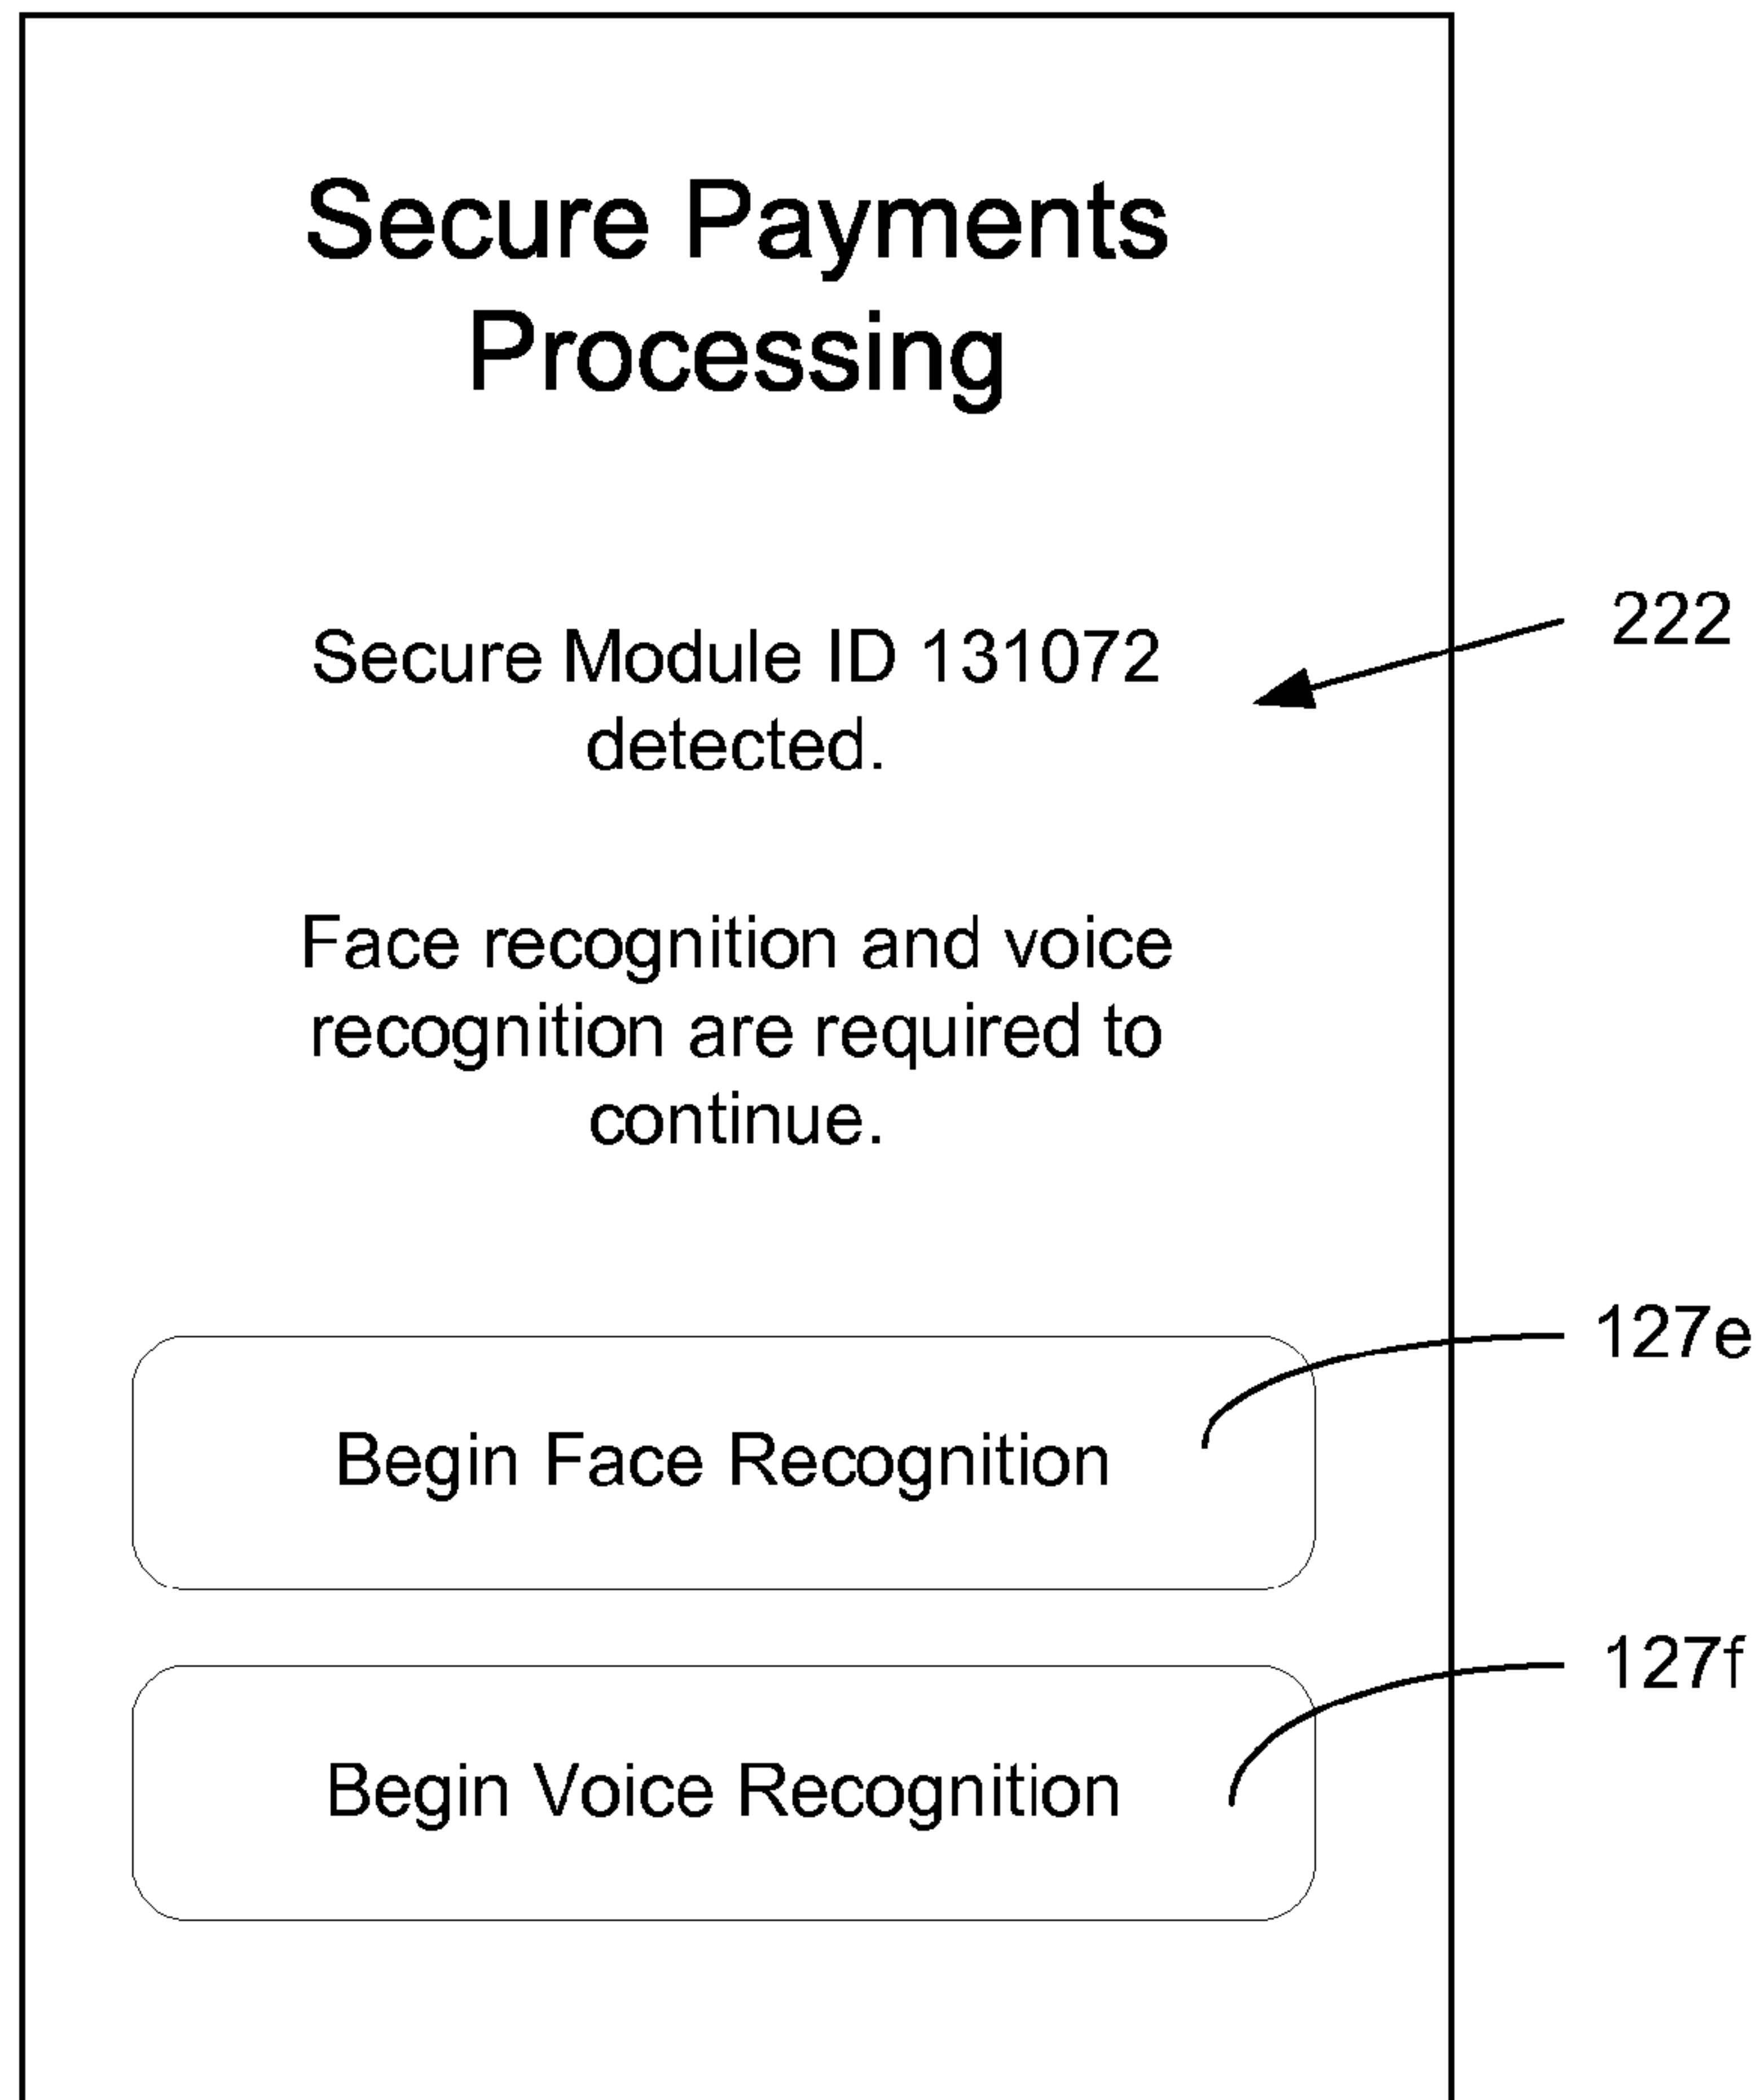 Secure Payments
Processing
222
Secure Module ID 131072
detected.
Face recognition and voice
recognition are required to
continue.
127e
Begin Face Recognition
127f
Begin Voice Recognition